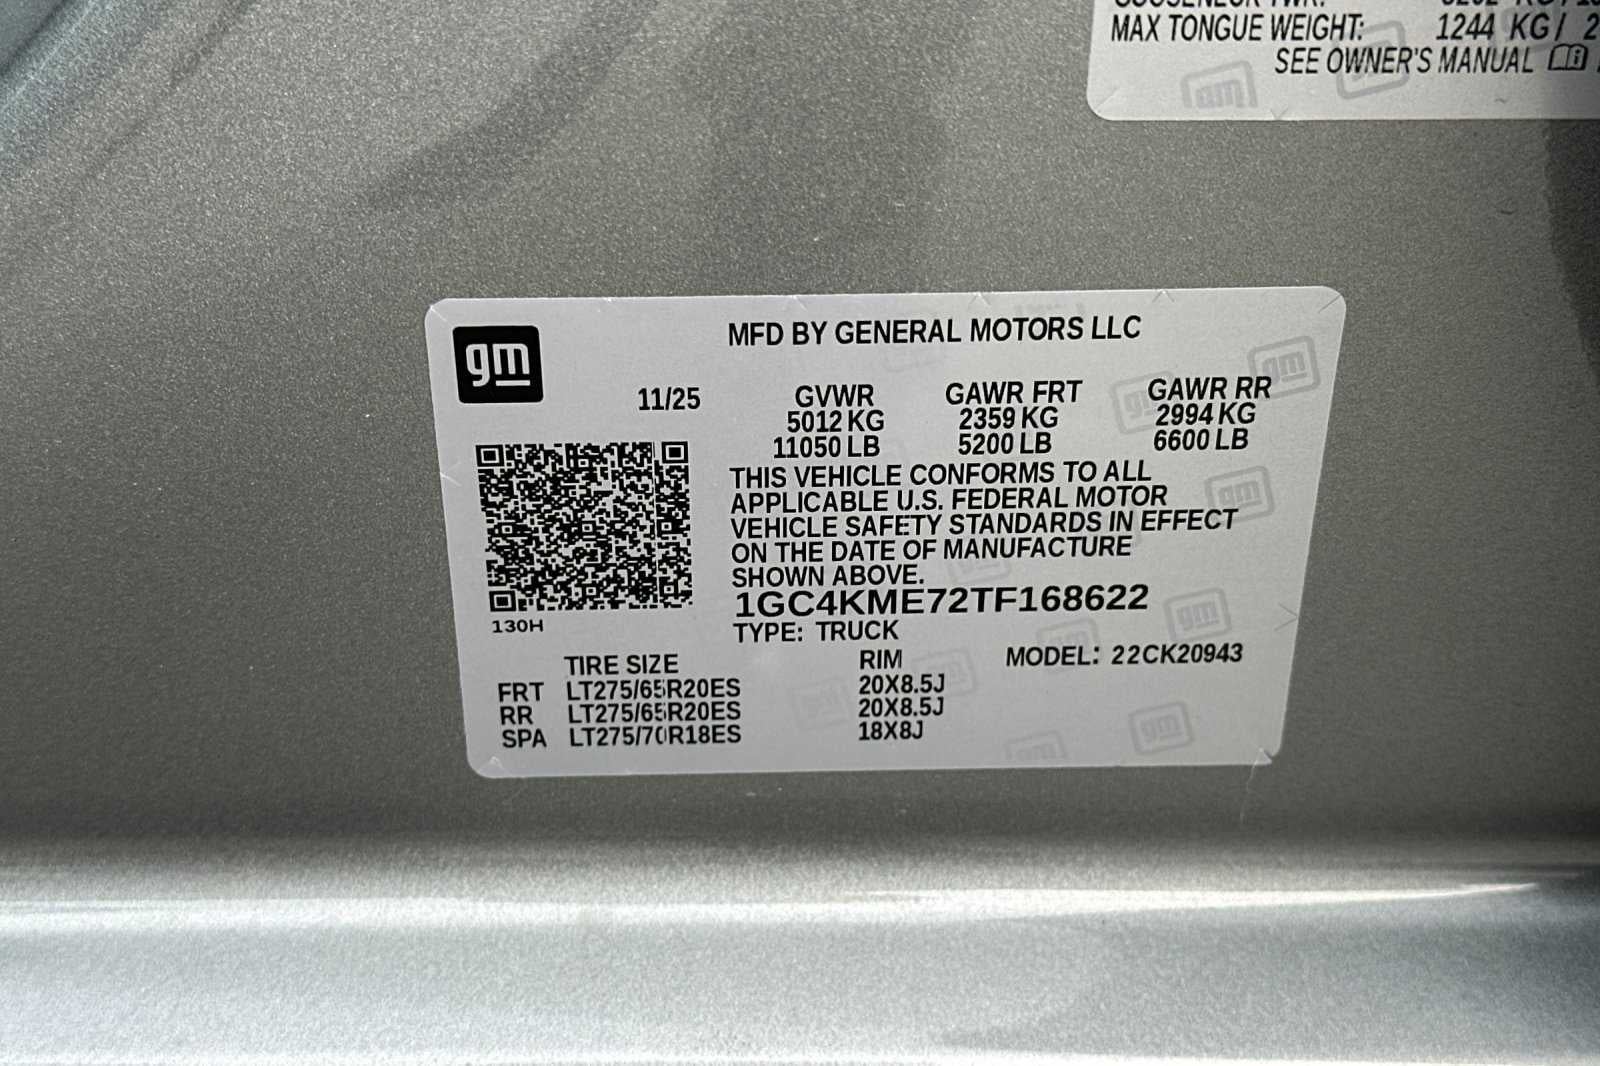 MAX TONGUE WEIGHT: 1244 KG/ 2
SEE OWNER'S MANUAL
gm
MFD BY GENERAL MOTORS LLC
11/25
GVWR GAWR FRT GAWR RR
5012 KG 2359 KG 2994 KG
11050 LB 5200 LB 6600 LB
THIS VEHICLE CONFORMS TO ALL
APPLICABLE U.S. FEDERAL MOTOR
VEHICLE SAFETY STANDARDS IN EFFECT
ON THE DATE OF MANUFACTURE
SHOWN ABOVE.
1GC4KME72TF168622
130H
TYPE: TRUCK
TIRE SIZE RIM MODEL: 22CK20943
FRT LT275/65R20ES 20X8.5J
RR LT275/65R20ES 20X8.5J
SPA LT275/70R18ES 18X8J